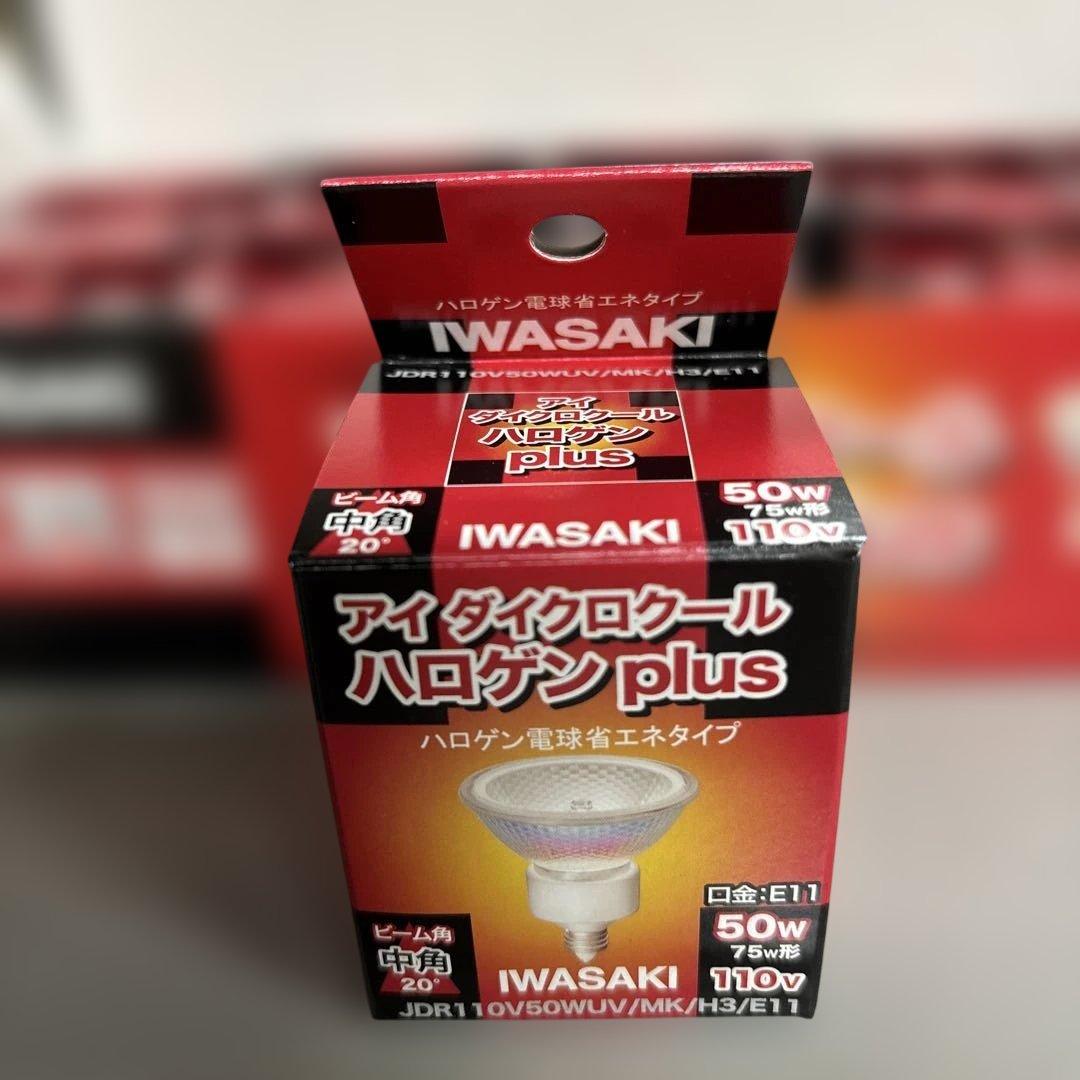 ハロゲン電球省エネタイプ
IWASAKI
JDR110V50WUV/MK/H3/E11
アイ
ダイクロクール
ハロゲン
plus
ビーム角
中角
20°
IWASAKI
50W
75W形
110V
アイ ダイクロクール
ハロゲン plus
ハロゲン電球省エネタイプ
口金:E11
50W
75W形
110V
ビーム角
中角
20°
IWASAKI
JDR110V50WUV/MK/H3/E11